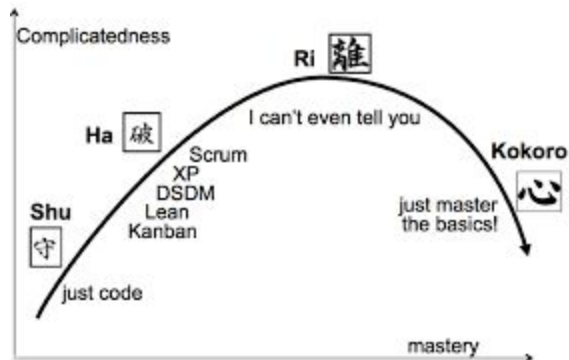 Complicatedness
Ri 離
I can't even tell you
Ha 破
Scrum
XP
DSDM
Lean
Kanban
Kokoro
心
just master
the basics!
Shu
守
just code
mastery